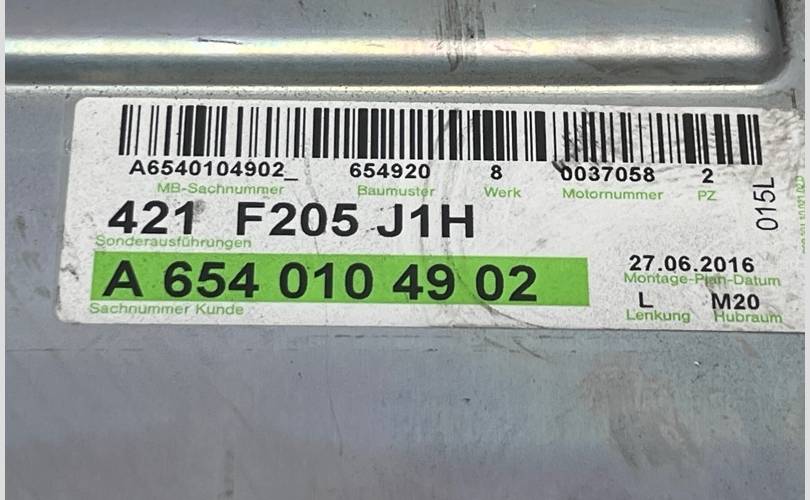 A6540104902_ 654920 8 0037058 2
MB-Sachnummer Baumuster Werk Motornummer PZ
015L
421 F205 J1H
Sonderausführungen
A 654 010 49 02
Sachnummer Kunde
27.06.2016
Montage-Plan-Datum
L M20
Lenkung Hubraum